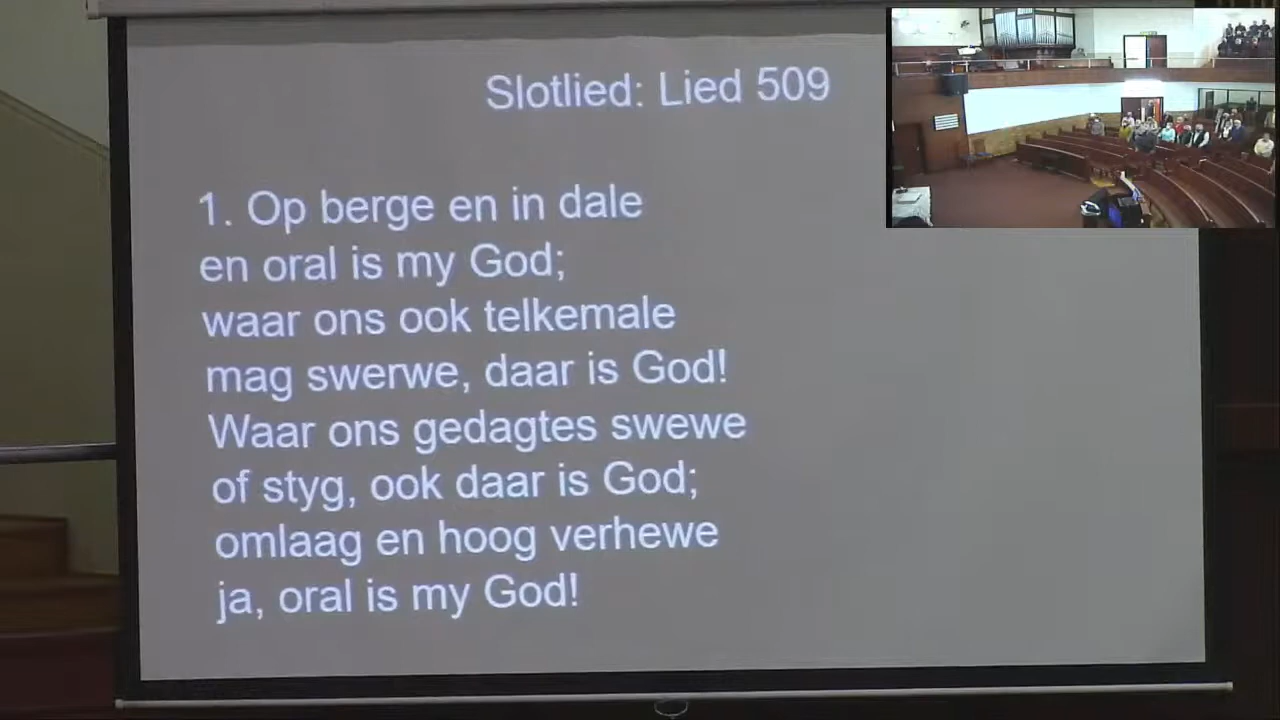 Slotlied: Lied 509
1. Op berge en in dale
en oral is my God;
waar ons ook telkemale
mag swerwe, daar is God!
Waar ons gedagtes swewe
of styg, ook daar is God;
omlaag en hoog verhewe
ja, oral is my God!